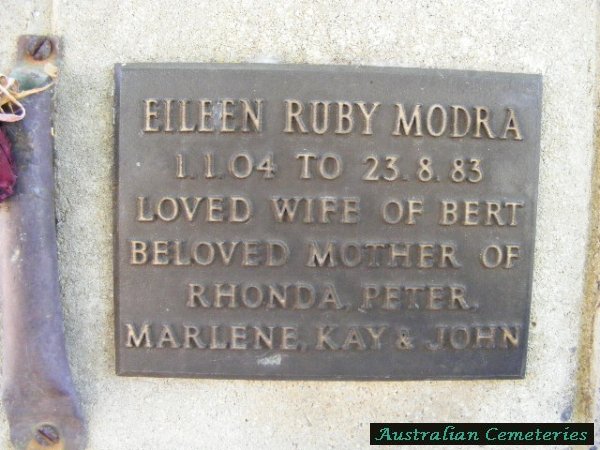 EILEEN RUBY MODRA
1.1.04 TO 23.8.83
LOVED WIFE OF BERT
BELOVED MOTHER OF
RHONDA, PETER,
MARLENE, KAY & JOHN
Australian Cemeteries